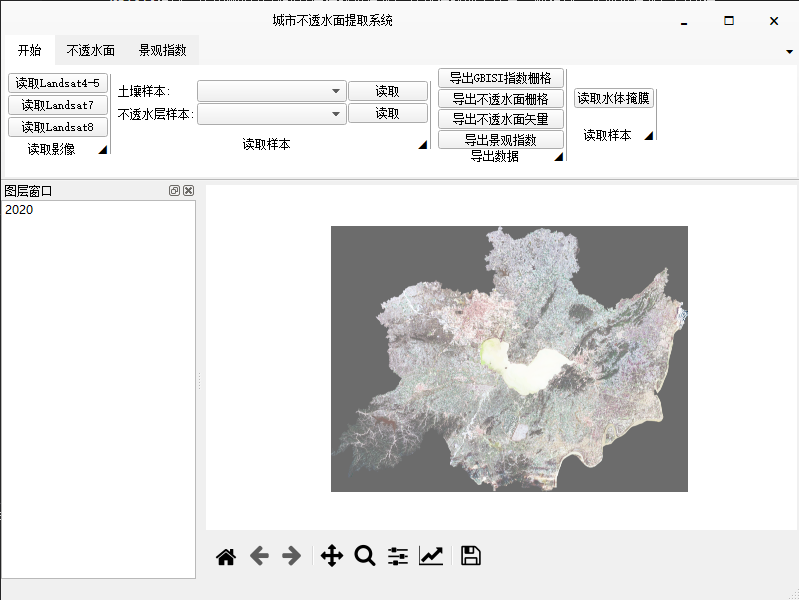 城市不透水面提取系统
开始 不透水面 景观指数
读取Landsat4-5
读取Landsat7
读取Landsat8
读取影像
土壤样本: 读取
不透水层样本: 读取
读取样本
导出GBISI指数栅格
导出不透水面栅格
导出不透水面矢量
导出景观指数
导出数据
读取水体掩膜
读取样本
图层窗口
2020